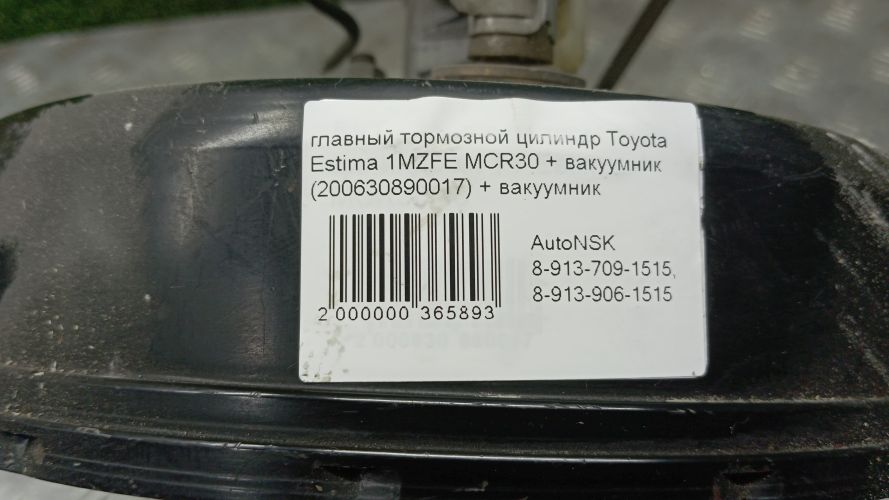 главный тормозной цилиндр Toyota
Estima 1MZFE MCR30 + вакуумник
(200630890017) + вакуумник
AutoNSK
8-913-709-1515,
8-913-906-1515
2 000000 365893